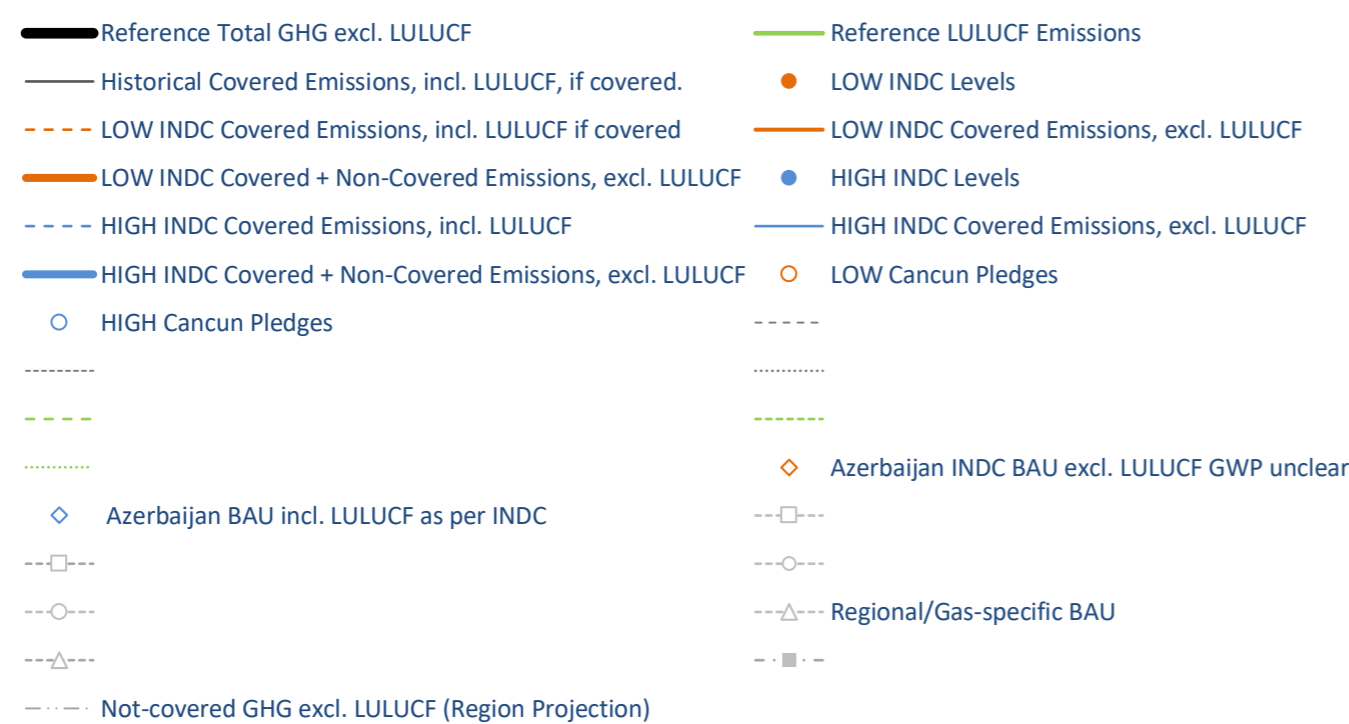 Reference Total GHG excl. LULUCF
Reference LULUCF Emissions
Historical Covered Emissions, incl. LULUCF, if covered.
LOW INDC Levels
LOW INDC Covered Emissions, incl. LULUCF if covered
LOW INDC Covered Emissions, excl. LULUCF
LOW INDC Covered + Non-Covered Emissions, excl. LULUCF
HIGH INDC Levels
HIGH INDC Covered Emissions, incl. LULUCF
HIGH INDC Covered Emissions, excl. LULUCF
HIGH INDC Covered + Non-Covered Emissions, excl. LULUCF
LOW Cancun Pledges
HIGH Cancun Pledges
Azerbaijan INDC BAU excl. LULUCF GWP unclear
Azerbaijan BAU incl. LULUCF as per INDC
Regional/Gas-specific BAU
Not-covered GHG excl. LULUCF (Region Projection)